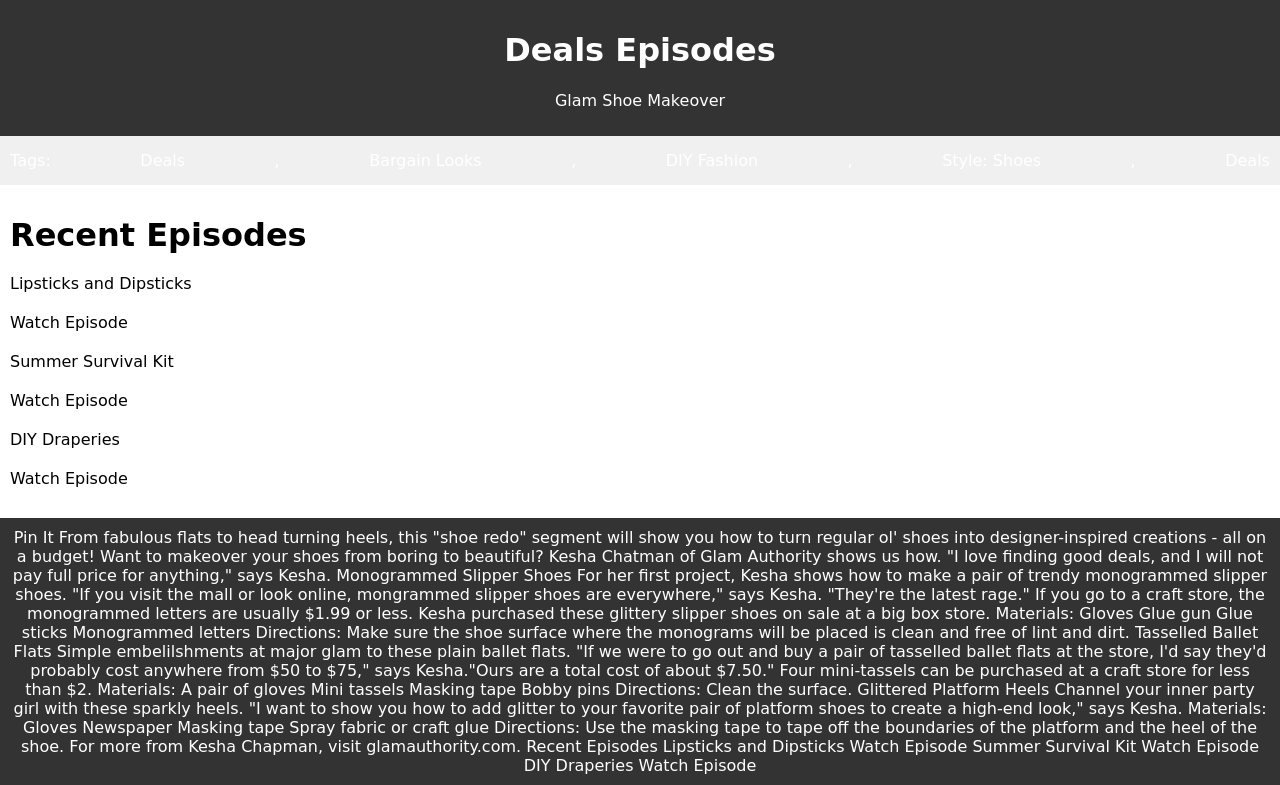 Deals Episodes
Glam Shoe Makeover
Tags: Deals , Bargain Looks , DIY Fashion , Style: Shoes , Deals
Recent Episodes
Lipsticks and Dipsticks
Watch Episode
Summer Survival Kit
Watch Episode
DIY Draperies
Watch Episode
Pin It From fabulous flats to head turning heels, this "shoe redo" segment will show you how to turn regular ol' shoes into designer-inspired creations - all on
a budget! Want to makeover your shoes from boring to beautiful? Kesha Chatman of Glam Authority shows us how. "I love finding good deals, and I will not
pay full price for anything," says Kesha. Monogrammed Slipper Shoes For her first project, Kesha shows how to make a pair of trendy monogrammed slipper
shoes. "If you visit the mall or look online, mongrammed slipper shoes are everywhere," says Kesha. "They're the latest rage." If you go to a craft store, the
monogrammed letters are usually $1.99 or less. Kesha purchased these glittery slipper shoes on sale at a big box store. Materials: Gloves Glue gun Glue
sticks Monogrammed letters Directions: Make sure the shoe surface where the monograms will be placed is clean and free of lint and dirt. Tasselled Ballet
Flats Simple embelilshments at major glam to these plain ballet flats. "If we were to go out and buy a pair of tasselled ballet flats at the store, I'd say they'd
probably cost anywhere from $50 to $75," says Kesha."Ours are a total cost of about $7.50." Four mini-tassels can be purchased at a craft store for less
than $2. Materials: A pair of gloves Mini tassels Masking tape Bobby pins Directions: Clean the surface. Glittered Platform Heels Channel your inner party
girl with these sparkly heels. "I want to show you how to add glitter to your favorite pair of platform shoes to create a high-end look," says Kesha. Materials:
Gloves Newspaper Masking tape Spray fabric or craft glue Directions: Use the masking tape to tape off the boundaries of the platform and the heel of the
shoe. For more from Kesha Chapman, visit glamauthority.com. Recent Episodes Lipsticks and Dipsticks Watch Episode Summer Survival Kit Watch Episode
DIY Draperies Watch Episode